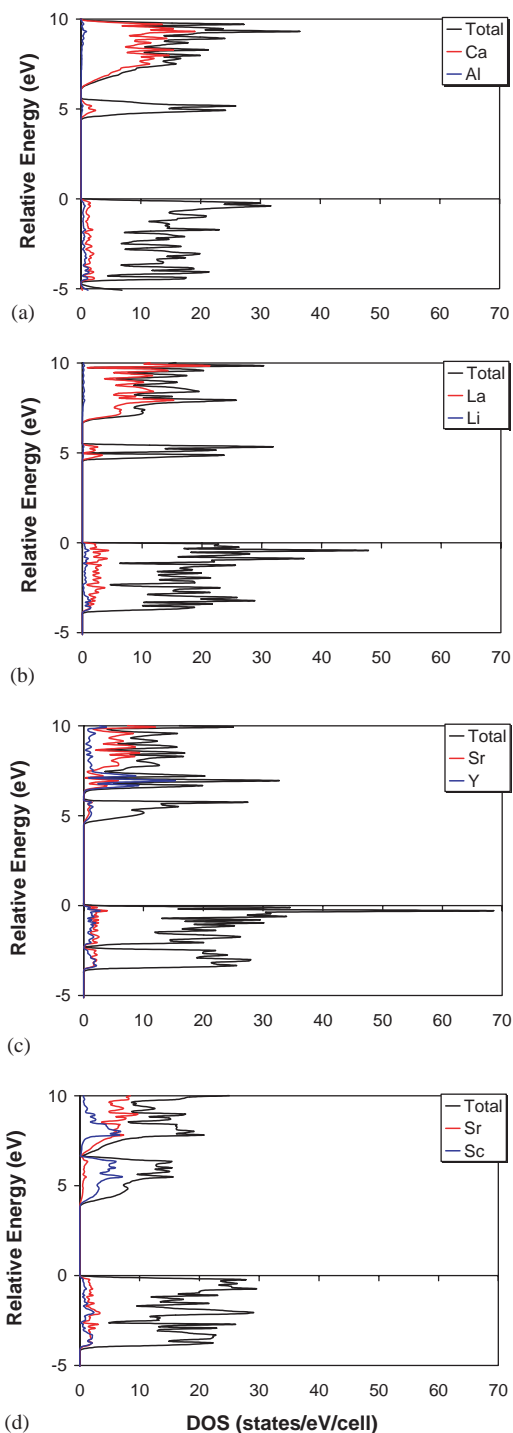 10
5
0
-5
Relative Energy (eV)
Total
Ca
Al
0 10 20 30 40 50 60 70
(a)
10
5
0
-5
Relative Energy (eV)
Total
La
Li
0 10 20 30 40 50 60 70
(b)
10
5
0
-5
Relative Energy (eV)
Total
Sr
Y
0 10 20 30 40 50 60 70
(c)
10
5
0
-5
Relative Energy (eV)
Total
Sr
Sc
0 10 20 30 40 50 60 70
(d)
DOS (states/eV/cell)